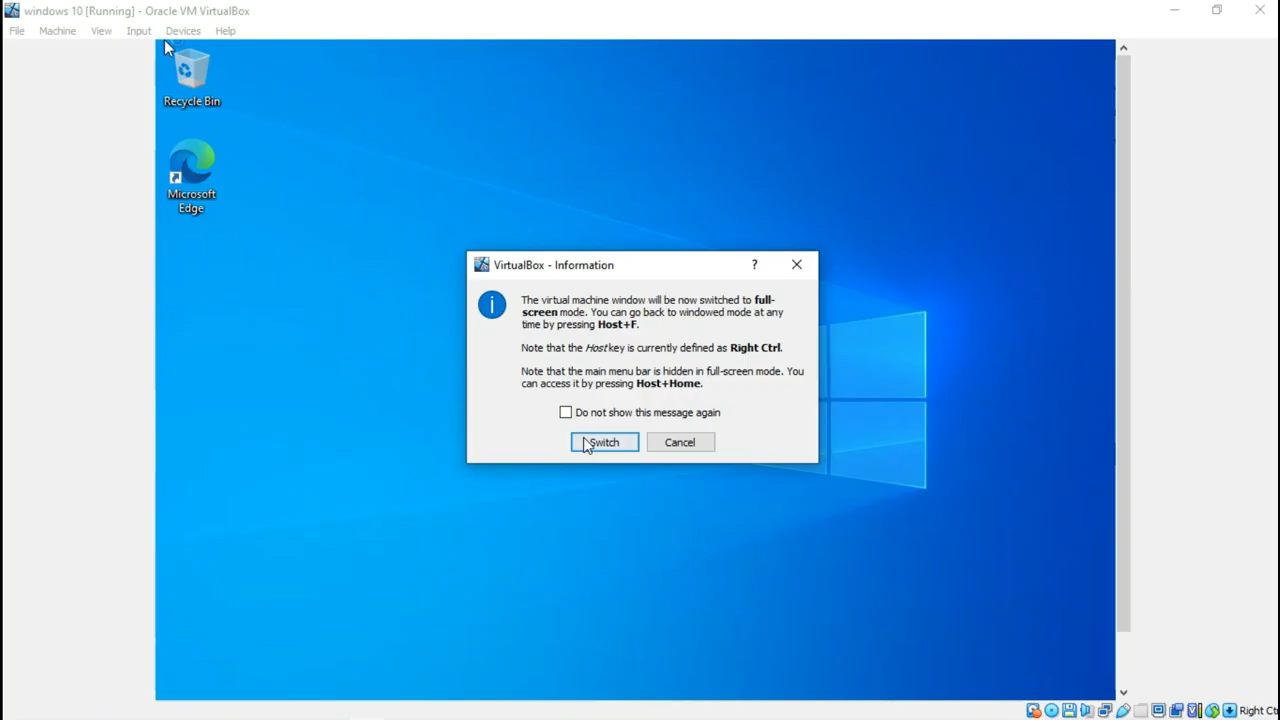 windows 10 [Running] - Oracle VM VirtualBox
File Machine View Input Devices Help
Recycle Bin
Microsoft
Edge
VirtualBox - Information
The virtual machine window will be now switched to full-
screen mode. You can go back to windowed mode at any
time by pressing Host+F.
Note that the Host key is currently defined as Right Ctrl.
Note that the main menu bar is hidden in full-screen mode. You
can access it by pressing Host+Home.
Do not show this message again
Switch Cancel
Right Ct